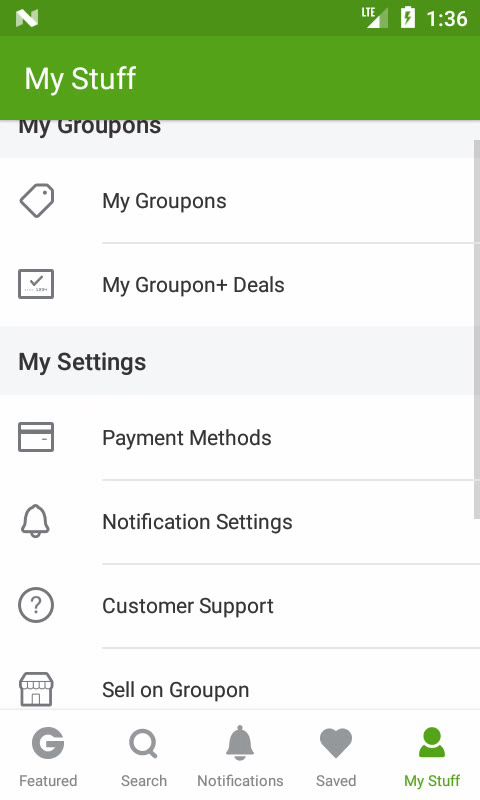 LTE
1:36
My Stuff
My Groupons
My Groupons
My Groupon+ Deals
My Settings
Payment Methods
Notification Settings
Customer Support
Sell on Groupon
Featured
Search
Notifications
Saved
My Stuff